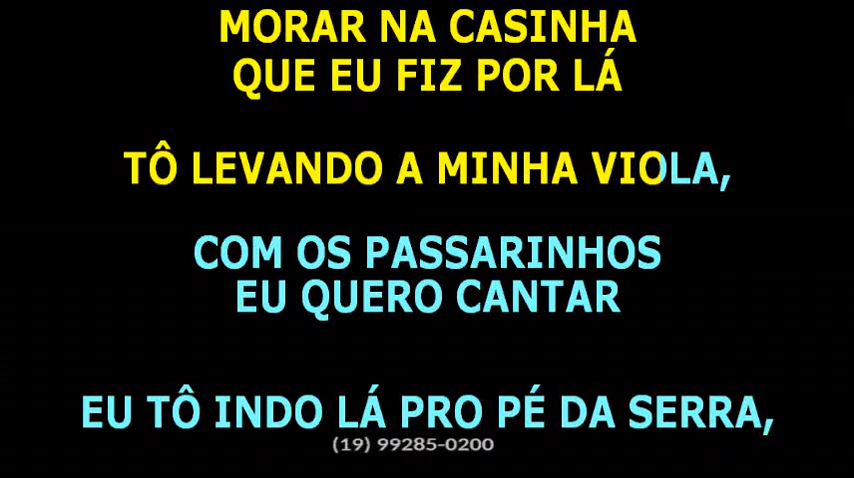 MORAR NA CASINHA
QUE EU FIZ POR LÁ
TÔ LEVANDO A MINHA VIOLA,
COM OS PASSARINHOS
EU QUERO CANTAR
EU TÔ INDO LÁ PRO PÉ DA SERRA,
(19) 99285-0200